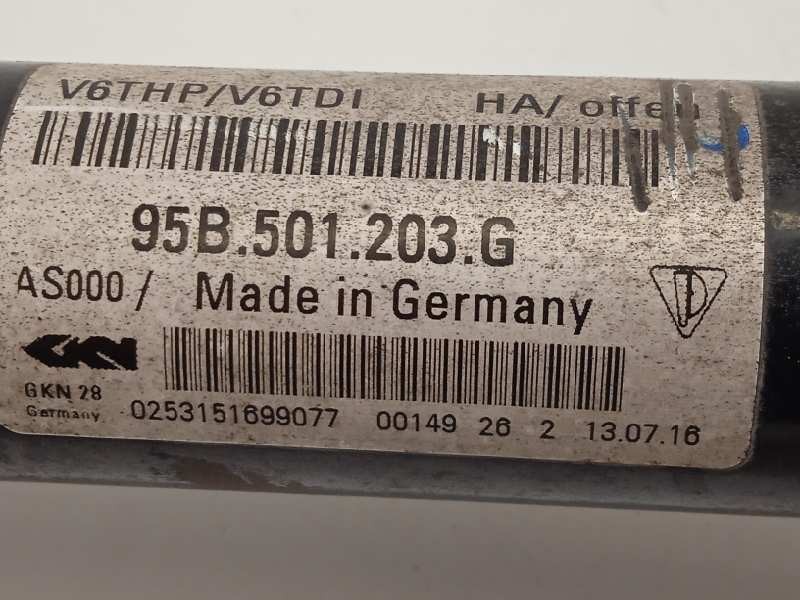 V6THP/V6TDI HA/ offen
95B.501.203.G
AS000 / Made in Germany
GKN
GKN 28
Germany
0253151699077 00149 26 2 13.07.16